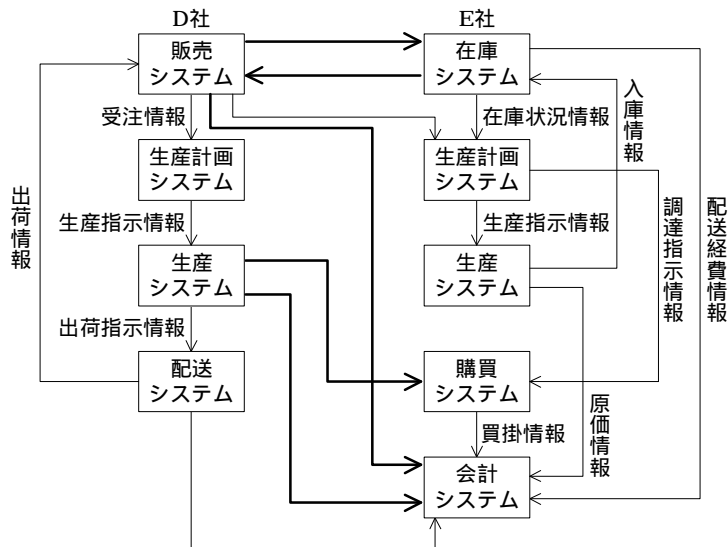 D社
E社
販売
システム
在庫
システム
受注情報
在庫状況情報
入庫情報
生産計画
システム
生産計画
システム
出荷情報
調達指示情報
配送経費情報
生産指示情報
生産指示情報
生産
システム
生産
システム
出荷指示情報
配送
システム
購買
システム
買掛情報
原価情報
会計
システム